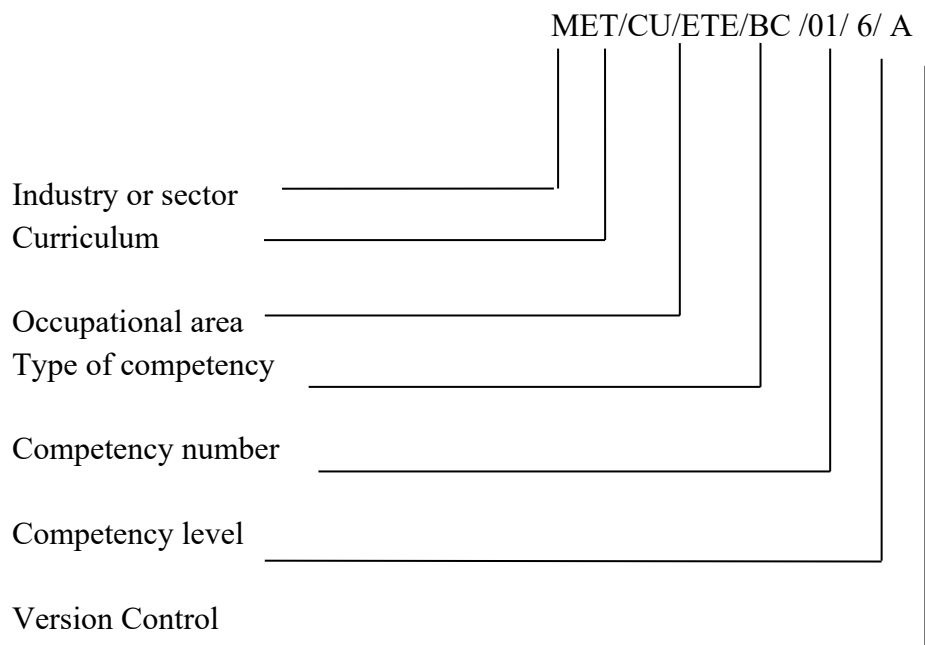 MET/CU/ETE/BC /01/ 6/ A
Industry or sector
Curriculum
Occupational area
Type of competency
Competency number
Competency level
Version Control